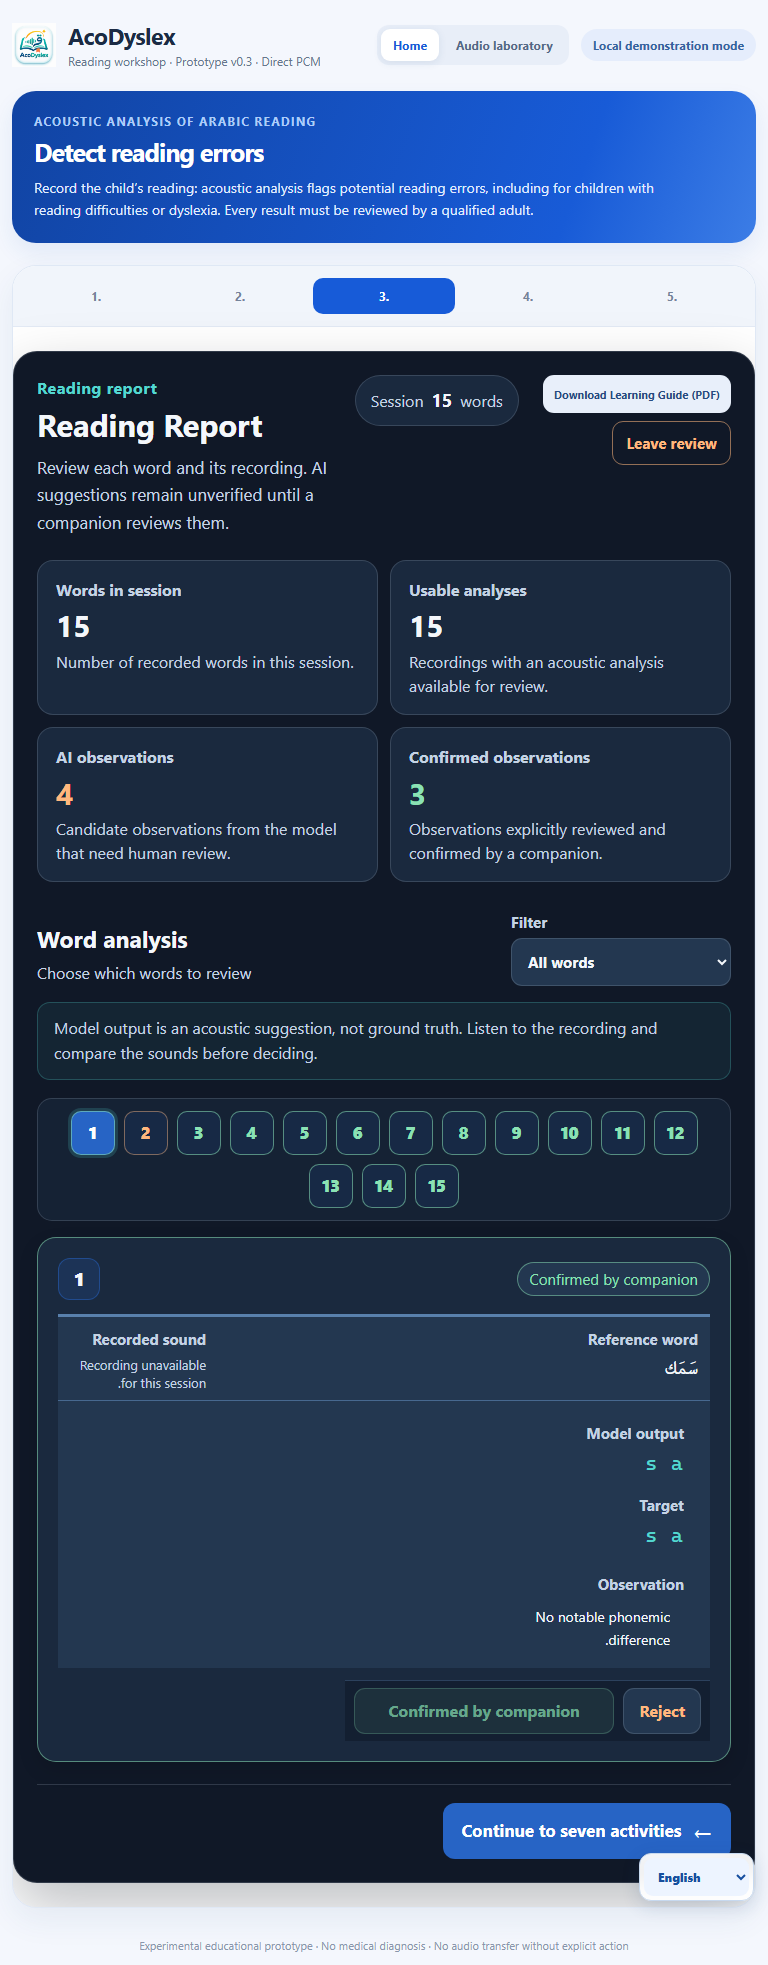 AcoDyslex
AcoDyslex
Reading workshop · Prototype v0.3 · Direct PCM
Home
Audio laboratory
Local demonstration mode
ACOUSTIC ANALYSIS OF ARABIC READING
Detect reading errors
Record the child’s reading: acoustic analysis flags potential reading errors, including for children with
reading difficulties or dyslexia. Every result must be reviewed by a qualified adult.
1.
2.
3.
4.
5.
Reading report
Reading Report
Review each word and its recording. AI
suggestions remain unverified until a
companion reviews them.
Session 15 words
Download Learning Guide (PDF)
Leave review
Words in session
15
Number of recorded words in this session.
Usable analyses
15
Recordings with an acoustic analysis
available for review.
AI observations
4
Candidate observations from the model
that need human review.
Confirmed observations
3
Observations explicitly reviewed and
confirmed by a companion.
Word analysis
Choose which words to review
Filter
All words
Model output is an acoustic suggestion, not ground truth. Listen to the recording and
compare the sounds before deciding.
1
2
3
4
5
6
7
8
9
10
11
12
13
14
15
1
Confirmed by companion
Recorded sound
Recording unavailable
.for this session
Reference word
سَمَك
Model output
s a
Target
s a
Observation
No notable phonemic
.difference
Confirmed by companion
Reject
Continue to seven activities ←
English
Experimental educational prototype · No medical diagnosis · No audio transfer without explicit action